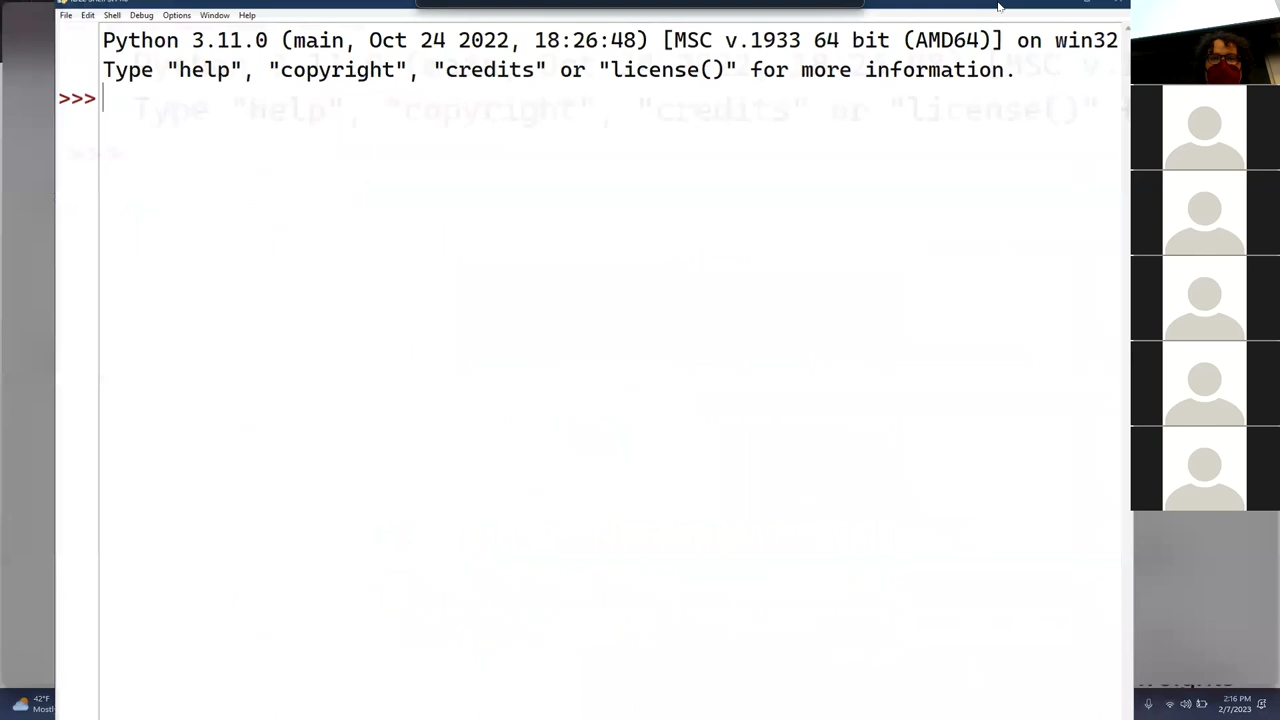 File Edit Shell Debug Options Window Help
Python 3.11.0 (main, Oct 24 2022, 18:26:48) [MSC v.1933 64 bit (AMD64)] on win32
Type "help", "copyright", "credits" or "license()" for more information.
>>>
42°F
Mostl
2:16 PM
2/7/2023